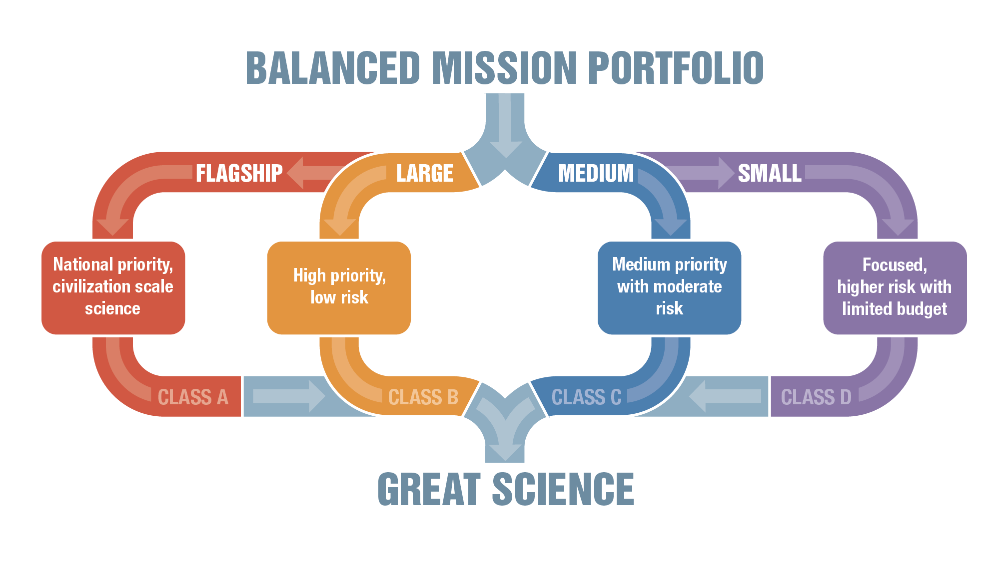 BALANCED MISSION PORTFOLIO
FLAGSHIP
LARGE
MEDIUM
SMALL
National priority,
civilization scale
science
High priority,
low risk
Medium priority
with moderate
risk
Focused,
higher risk with
limited budget
CLASS A
CLASS B
CLASS C
CLASS D
GREAT SCIENCE